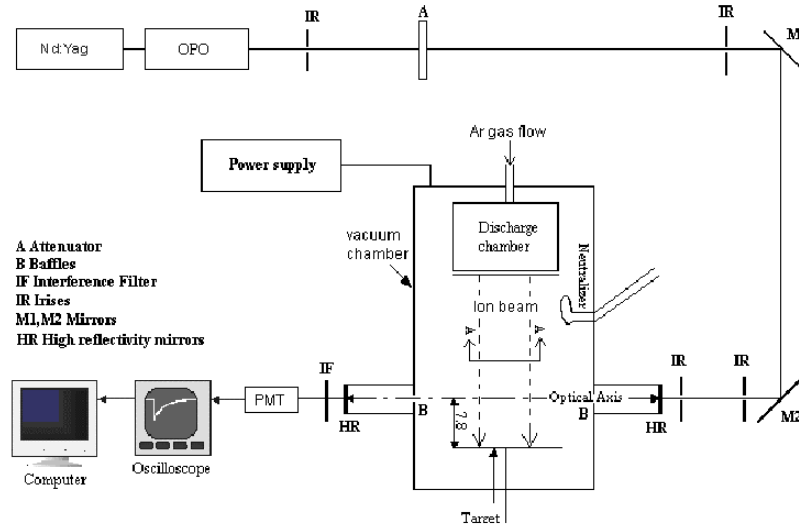 IR
A
IR
M1
Nd:Yag
OPO
Ar gas flow
Power supply
Discharge
chamber
vacuum
chamber
Neutralizer
A Attenuator
B Baffles
IF Interference Filter
IR Irises
M1,M2 Mirrors
HR High reflectivity mirrors
Ion beam
A
A
IF
IR
IR
PMT
B
Optical Axis
B
HR
HR
M2
7.8
Oscilloscope
Computer
Target